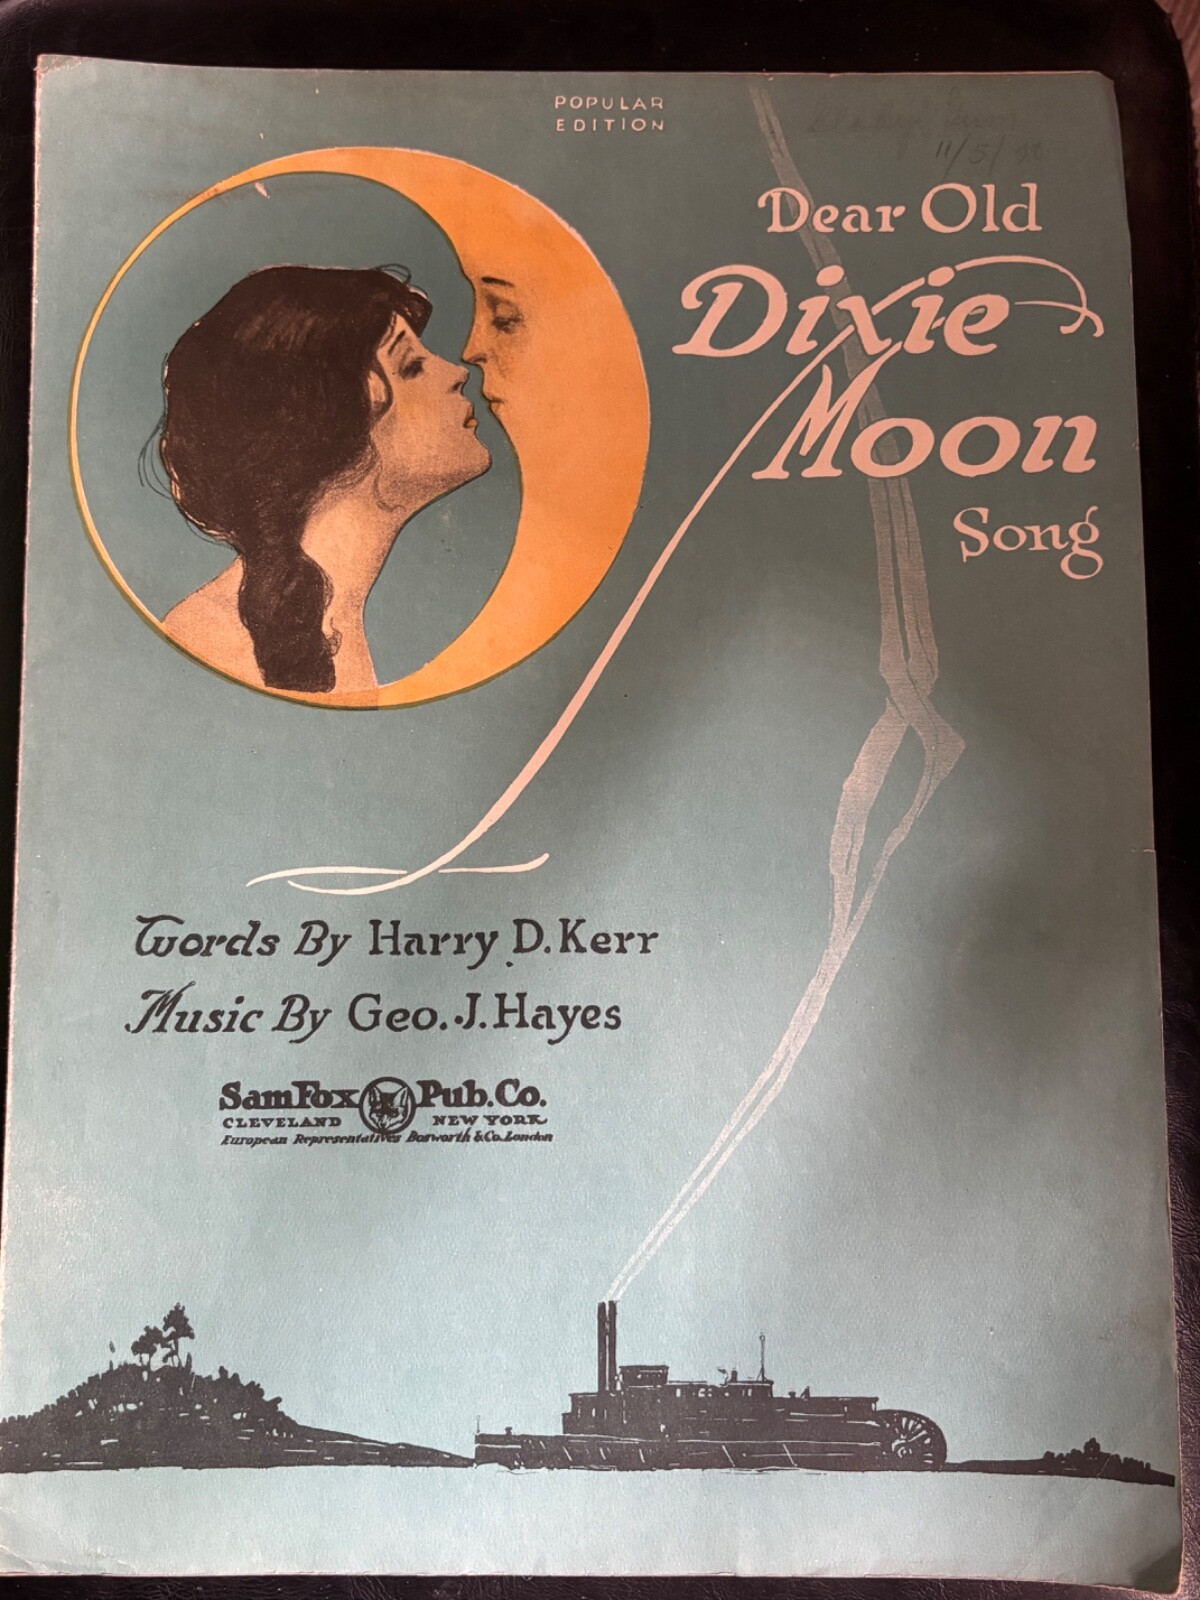 POPULAR
EDITION
11/5/
Dear Old
Dixie
Moon
Song
Words By Harry D. Kerr
Music By Geo. J. Hayes
Sam Fox Pub. Co.
CLEVELAND NEW YORK
European Representatives Bosworth & Co. London